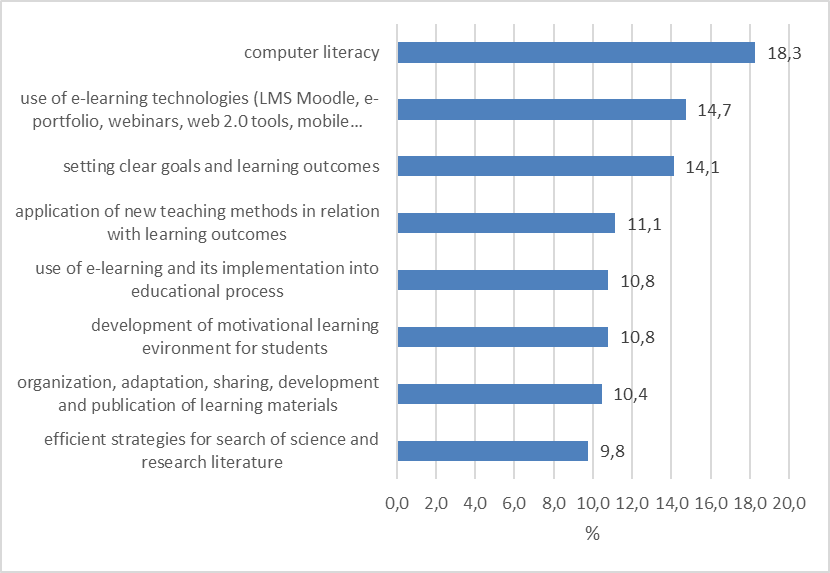 computer literacy
18,3
use of e-learning technologies (LMS Moodle, e-
portfolio, webinars, web 2.0 tools, mobile…
14,7
setting clear goals and learning outcomes
14,1
application of new teaching methods in relation
with learning outcomes
11,1
use of e-learning and its implementation into
educational process
10,8
development of motivational learning
evironment for students
10,8
organization, adaptation, sharing, development
and publication of learning materials
10,4
efficient strategies for search of science and
research literature
9,8
0,0 2,0 4,0 6,0 8,0 10,0 12,0 14,0 16,0 18,0 20,0
%